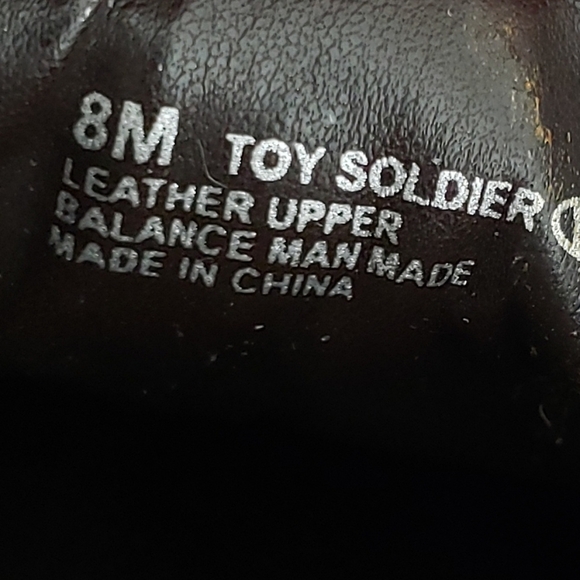 8M TOY SOLDIER
LEATHER UPPER
BALANCE MAN MADE
MADE IN CHINA